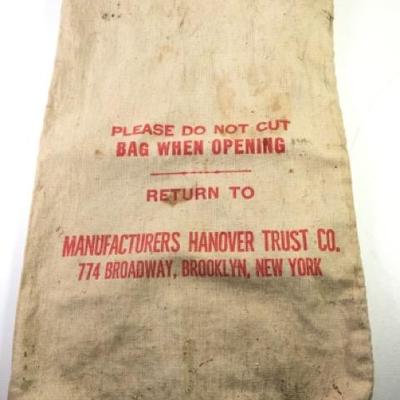 PLEASE DO NOT CUT
BAG WHEN OPENING
RETURN TO
MANUFACTURERS HANOVER TRUST CO.
774 BROADWAY, BROOKLYN, NEW YORK